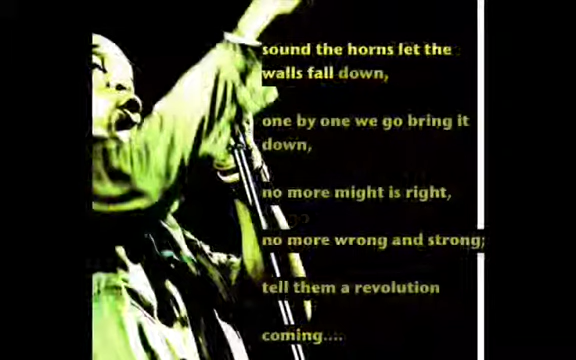 sound the horns let the
walls fall down,
one by one we go bring it
down,
no more might is right,
no more wrong and strong;
tell them a revolution
coming....